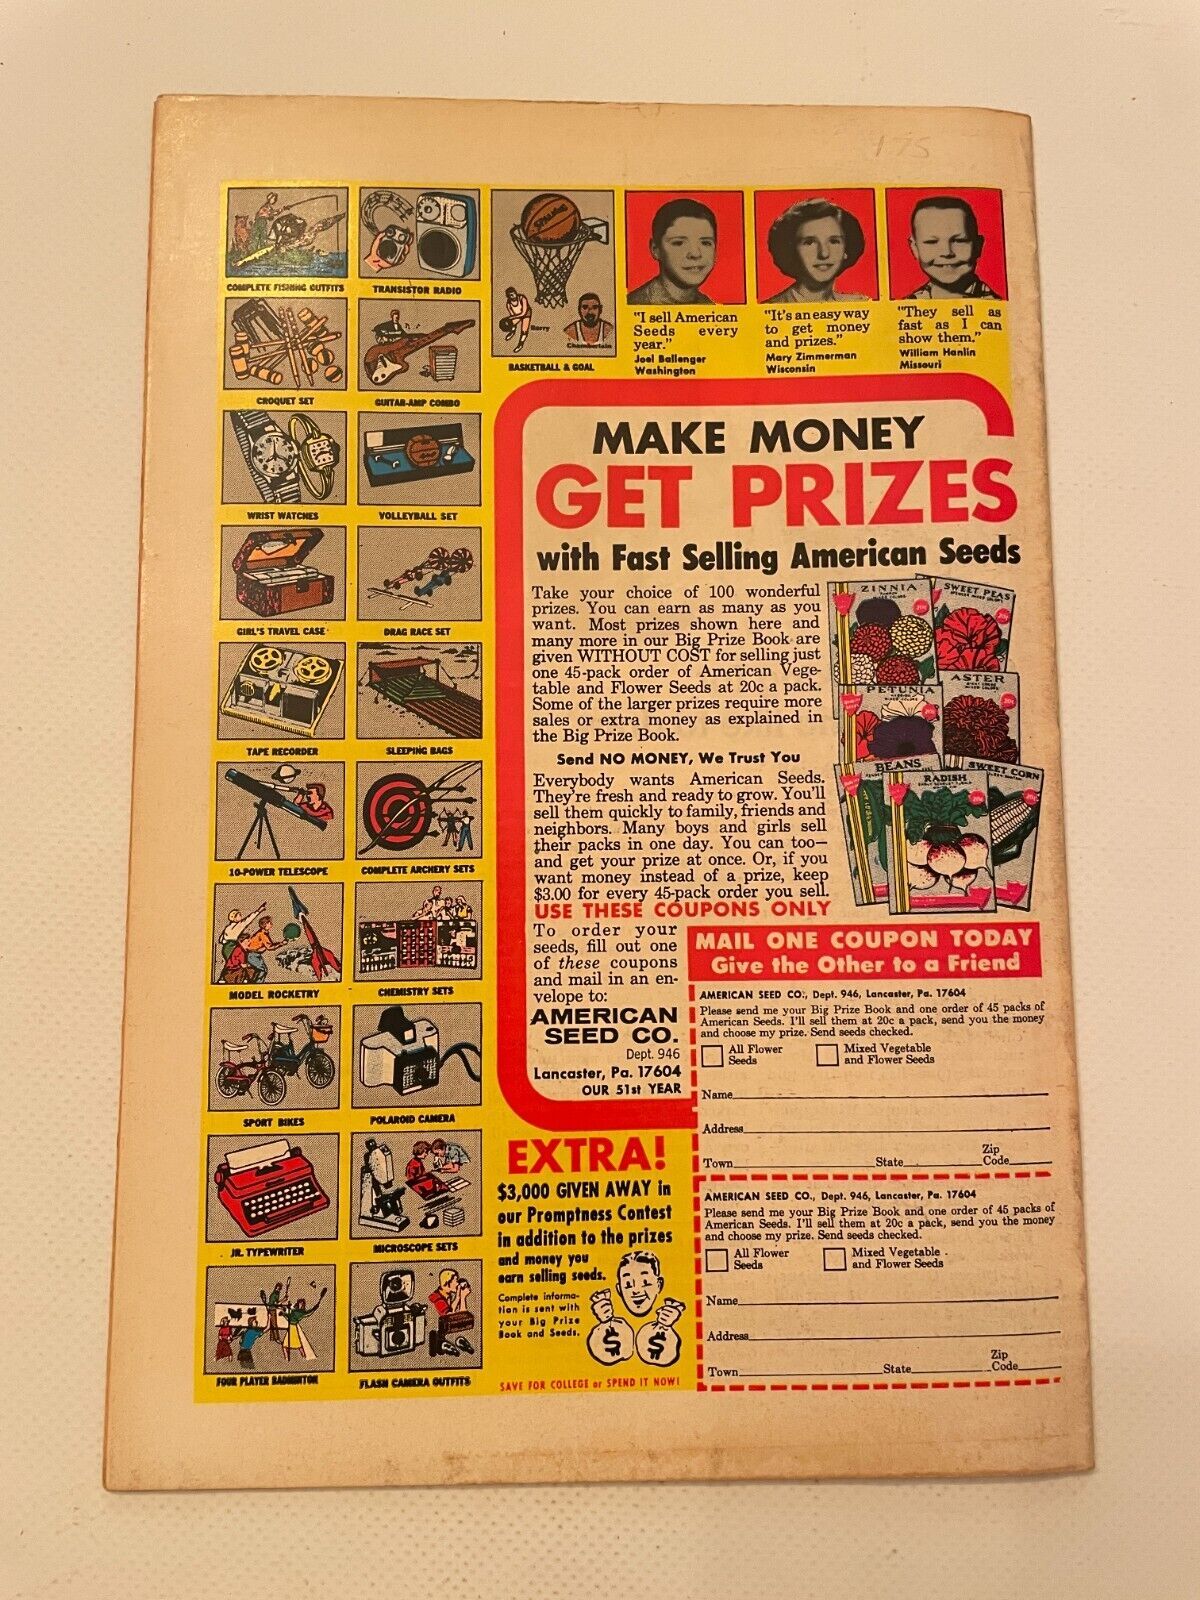 175
COMPLETE FISHING OUTFITS
TRANSISTOR RADIO
SPALDING
Barry
Chamberlain
BASKETBALL & GOAL
CROQUET SET
GUITAR-AMP COMBO
WRIST WATCHES
VOLLEYBALL SET
GIRL'S TRAVEL CASE
DRAG RACE SET
TAPE RECORDER
SLEEPING BAGS
10-POWER TELESCOPE
COMPLETE ARCHERY SETS
MODEL ROCKETRY
CHEMISTRY SETS
SPORT BIKES
POLAROID CAMERA
JR. TYPEWRITER
MICROSCOPE SETS
FOUR PLAYER BADMINTON
FLASH CAMERA OUTFITS
"I sell American
Seeds every
year."
Joel Ballenger
Washington
"It's an easy way
to get money
and prizes."
Mary Zimmerman
Wisconsin
"They sell as
fast as I can
show them."
William Hanlin
Missouri
MAKE MONEY
GET PRIZES
with Fast Selling American Seeds
Take your choice of 100 wonderful
prizes. You can earn as many as you
want. Most prizes shown here and
many more in our Big Prize Book are
given WITHOUT COST for selling just
one 45-pack order of American Vege-
table and Flower Seeds at 20c a pack.
Some of the larger prizes require more
sales or extra money as explained in
the Big Prize Book.
Send NO MONEY, We Trust You
Everybody wants American Seeds.
They're fresh and ready to grow. You'll
sell them quickly to family, friends and
neighbors. Many boys and girls sell
their packs in one day. You can too—
and get your prize at once. Or, if you
want money instead of a prize, keep
$3.00 for every 45-pack order you sell.
USE THESE COUPONS ONLY
ZINNIA
SWEET PEAS
PETUNIA
ASTER
BEANS
RADISH
SWEET CORN
To order your
seeds, fill out one
of these coupons
and mail in an en-
velope to:
AMERICAN
SEED CO.
Dept. 946
Lancaster, Pa. 17604
OUR 51st YEAR
MAIL ONE COUPON TODAY
Give the Other to a Friend
AMERICAN SEED CO., Dept. 946, Lancaster, Pa. 17604
Please send me your Big Prize Book and one order of 45 packs of
American Seeds. I'll sell them at 20c a pack, send you the money
and choose my prize. Send seeds checked.
All Flower
Seeds
Mixed Vegetable
and Flower Seeds
Name
Address
Town State Zip Code
EXTRA!
$3,000 GIVEN AWAY in
our Promptness Contest
in addition to the prizes
and money you
earn selling seeds.
Complete informa-
tion is sent with
your Big Prize
Book and Seeds.
$ $
SAVE FOR COLLEGE or SPEND IT NOW!
AMERICAN SEED CO., Dept. 946, Lancaster, Pa. 17604
Please send me your Big Prize Book and one order of 45 packs of
American Seeds. I'll sell them at 20c a pack, send you the money
and choose my prize. Send seeds checked.
All Flower
Seeds
Mixed Vegetable
and Flower Seeds
Name
Address
Town State Zip Code